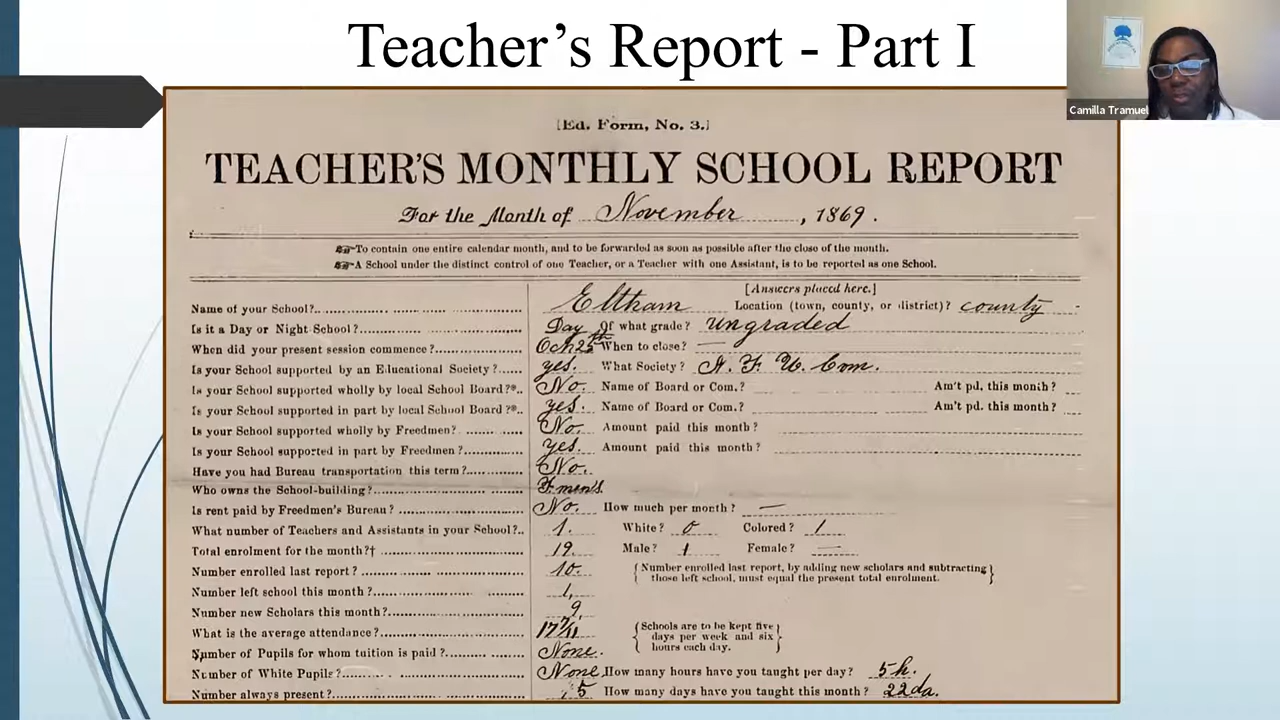 Teacher's Report - Part I
Camilla Tramuel
[Ed. Form, No. 3.]
TEACHER'S MONTHLY SCHOOL REPORT
For the Month of November, 1869.
To contain one entire calendar month, and to be forwarded as soon as possible after the close of the month.
A School under the distinct control of one Teacher, or a Teacher with one Assistant, is to be reported as one School.
[Answers placed here.]
Name of your School? Eltham Location (town, county, or district)? county
Is it a Day or Night School? Day Of what grade? ungraded
When did your present session commence? Oct 25th When to close? —
Is your School supported by an Educational Society? yes. What Society? F. U. Com.
Is your School supported wholly by local School Board?* No. Name of Board or Com.? Am't pd. this month?
Is your School supported in part by local School Board?* yes. Name of Board or Com.? Am't pd. this month?
Is your School supported wholly by Freedmen? No. Amount paid this month?
Is your School supported in part by Freedmen? yes. Amount paid this month?
Have you had Bureau transportation this term? No.
Who owns the School-building? F.men's
Is rent paid by Freedmen's Bureau? No. How much per month? —
What number of Teachers and Assistants in your School? 1. White? 0 Colored? 1
Total enrolment for the month?† 19. Male? 1 Female? —
Number enrolled last report? 10. {Number enrolled last report, by adding new scholars and subtracting
those left school, must equal the present total enrolment.}
Number left school this month? 1,
Number new Scholars this month? 9
What is the average attendance? 17 7/11 {Schools are to be kept five
days per week and six
hours each day.}
Number of Pupils for whom tuition is paid? None.
Number of White Pupils? None. How many hours have you taught per day? 5h.
Number always present? 5 How many days have you taught this month? 22da.